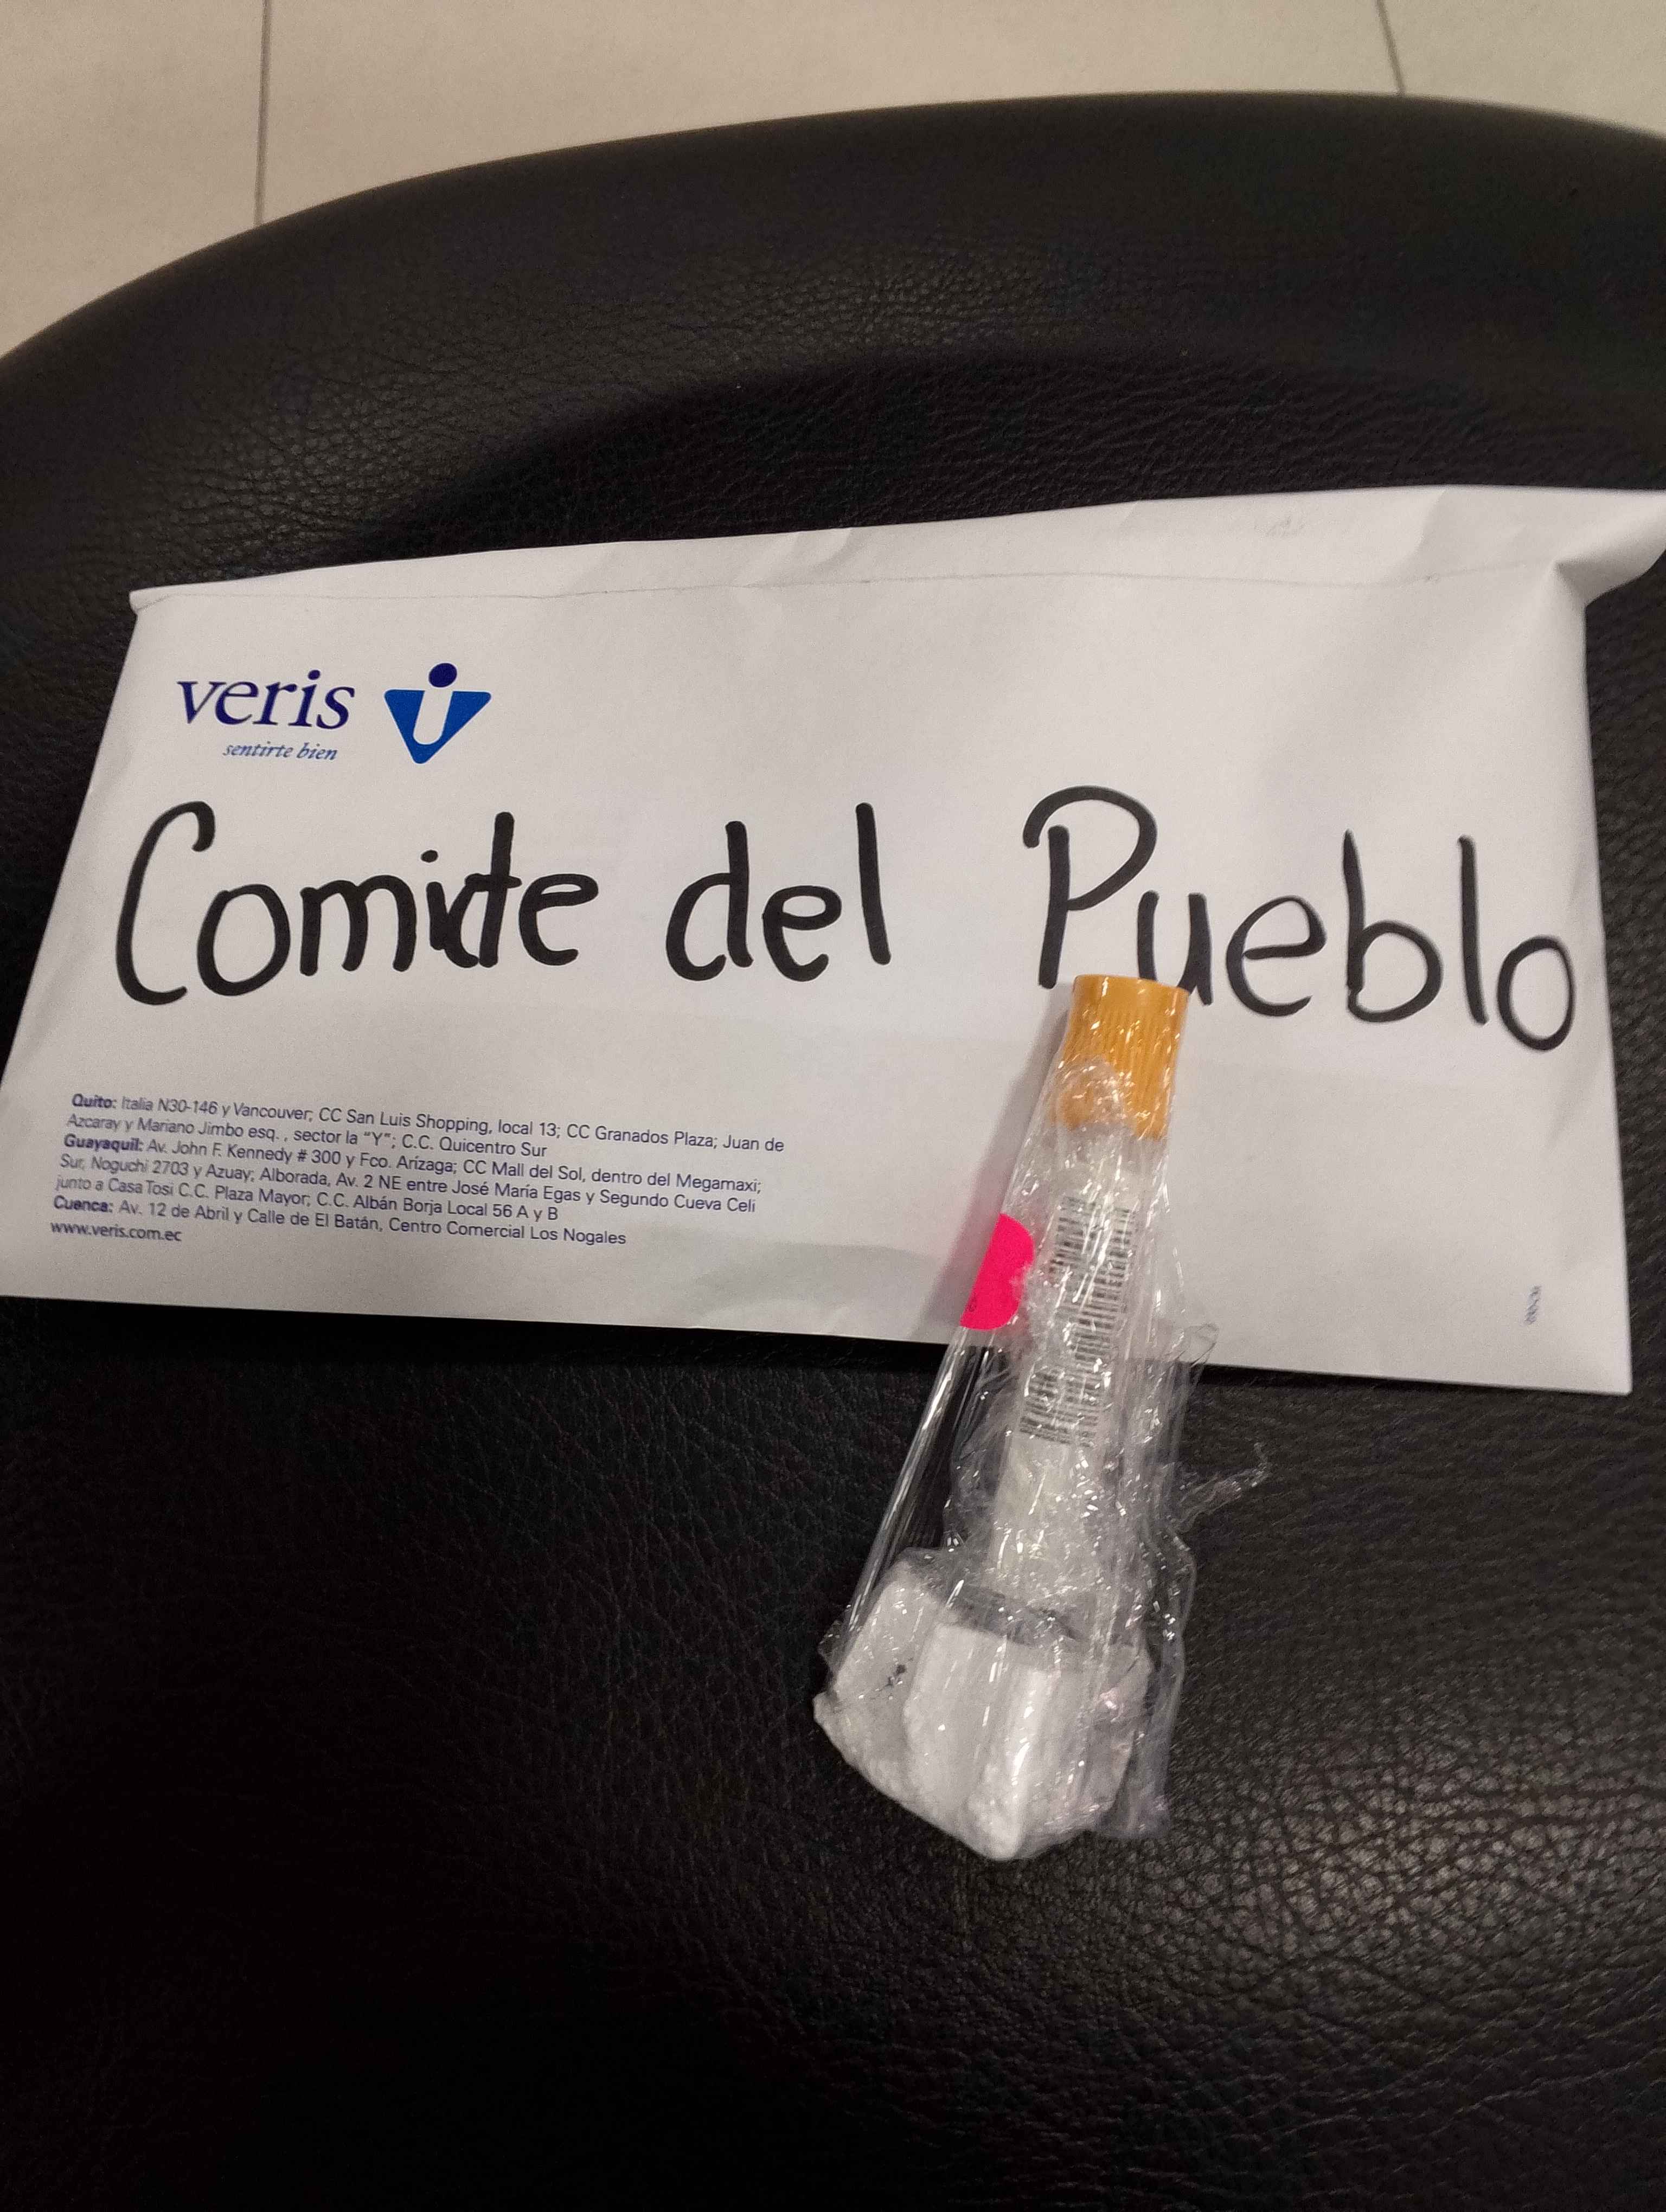 veris
sentirte bien
Comite del Pueblo
Quito: Italia N30-146 y Vancouver; CC San Luis Shopping, local 13; CC Granados Plaza; Juan de
Azcaray y Mariano Jimbo esq. , sector la "Y"; C.C. Quicentro Sur
Guayaquil: Av. John F. Kennedy # 300 y Fco. Arízaga; CC Mall del Sol, dentro del Megamaxi;
Sur, Noguchi 2703 y Azuay; Alborada, Av. 2 NE entre José María Egas y Segundo Cueva Celi
junto a Casa Tosi C.C. Plaza Mayor; C.C. Albán Borja Local 56 A y B
Cuenca: Av. 12 de Abril y Calle de El Batán, Centro Comercial Los Nogales
www.veris.com.ec